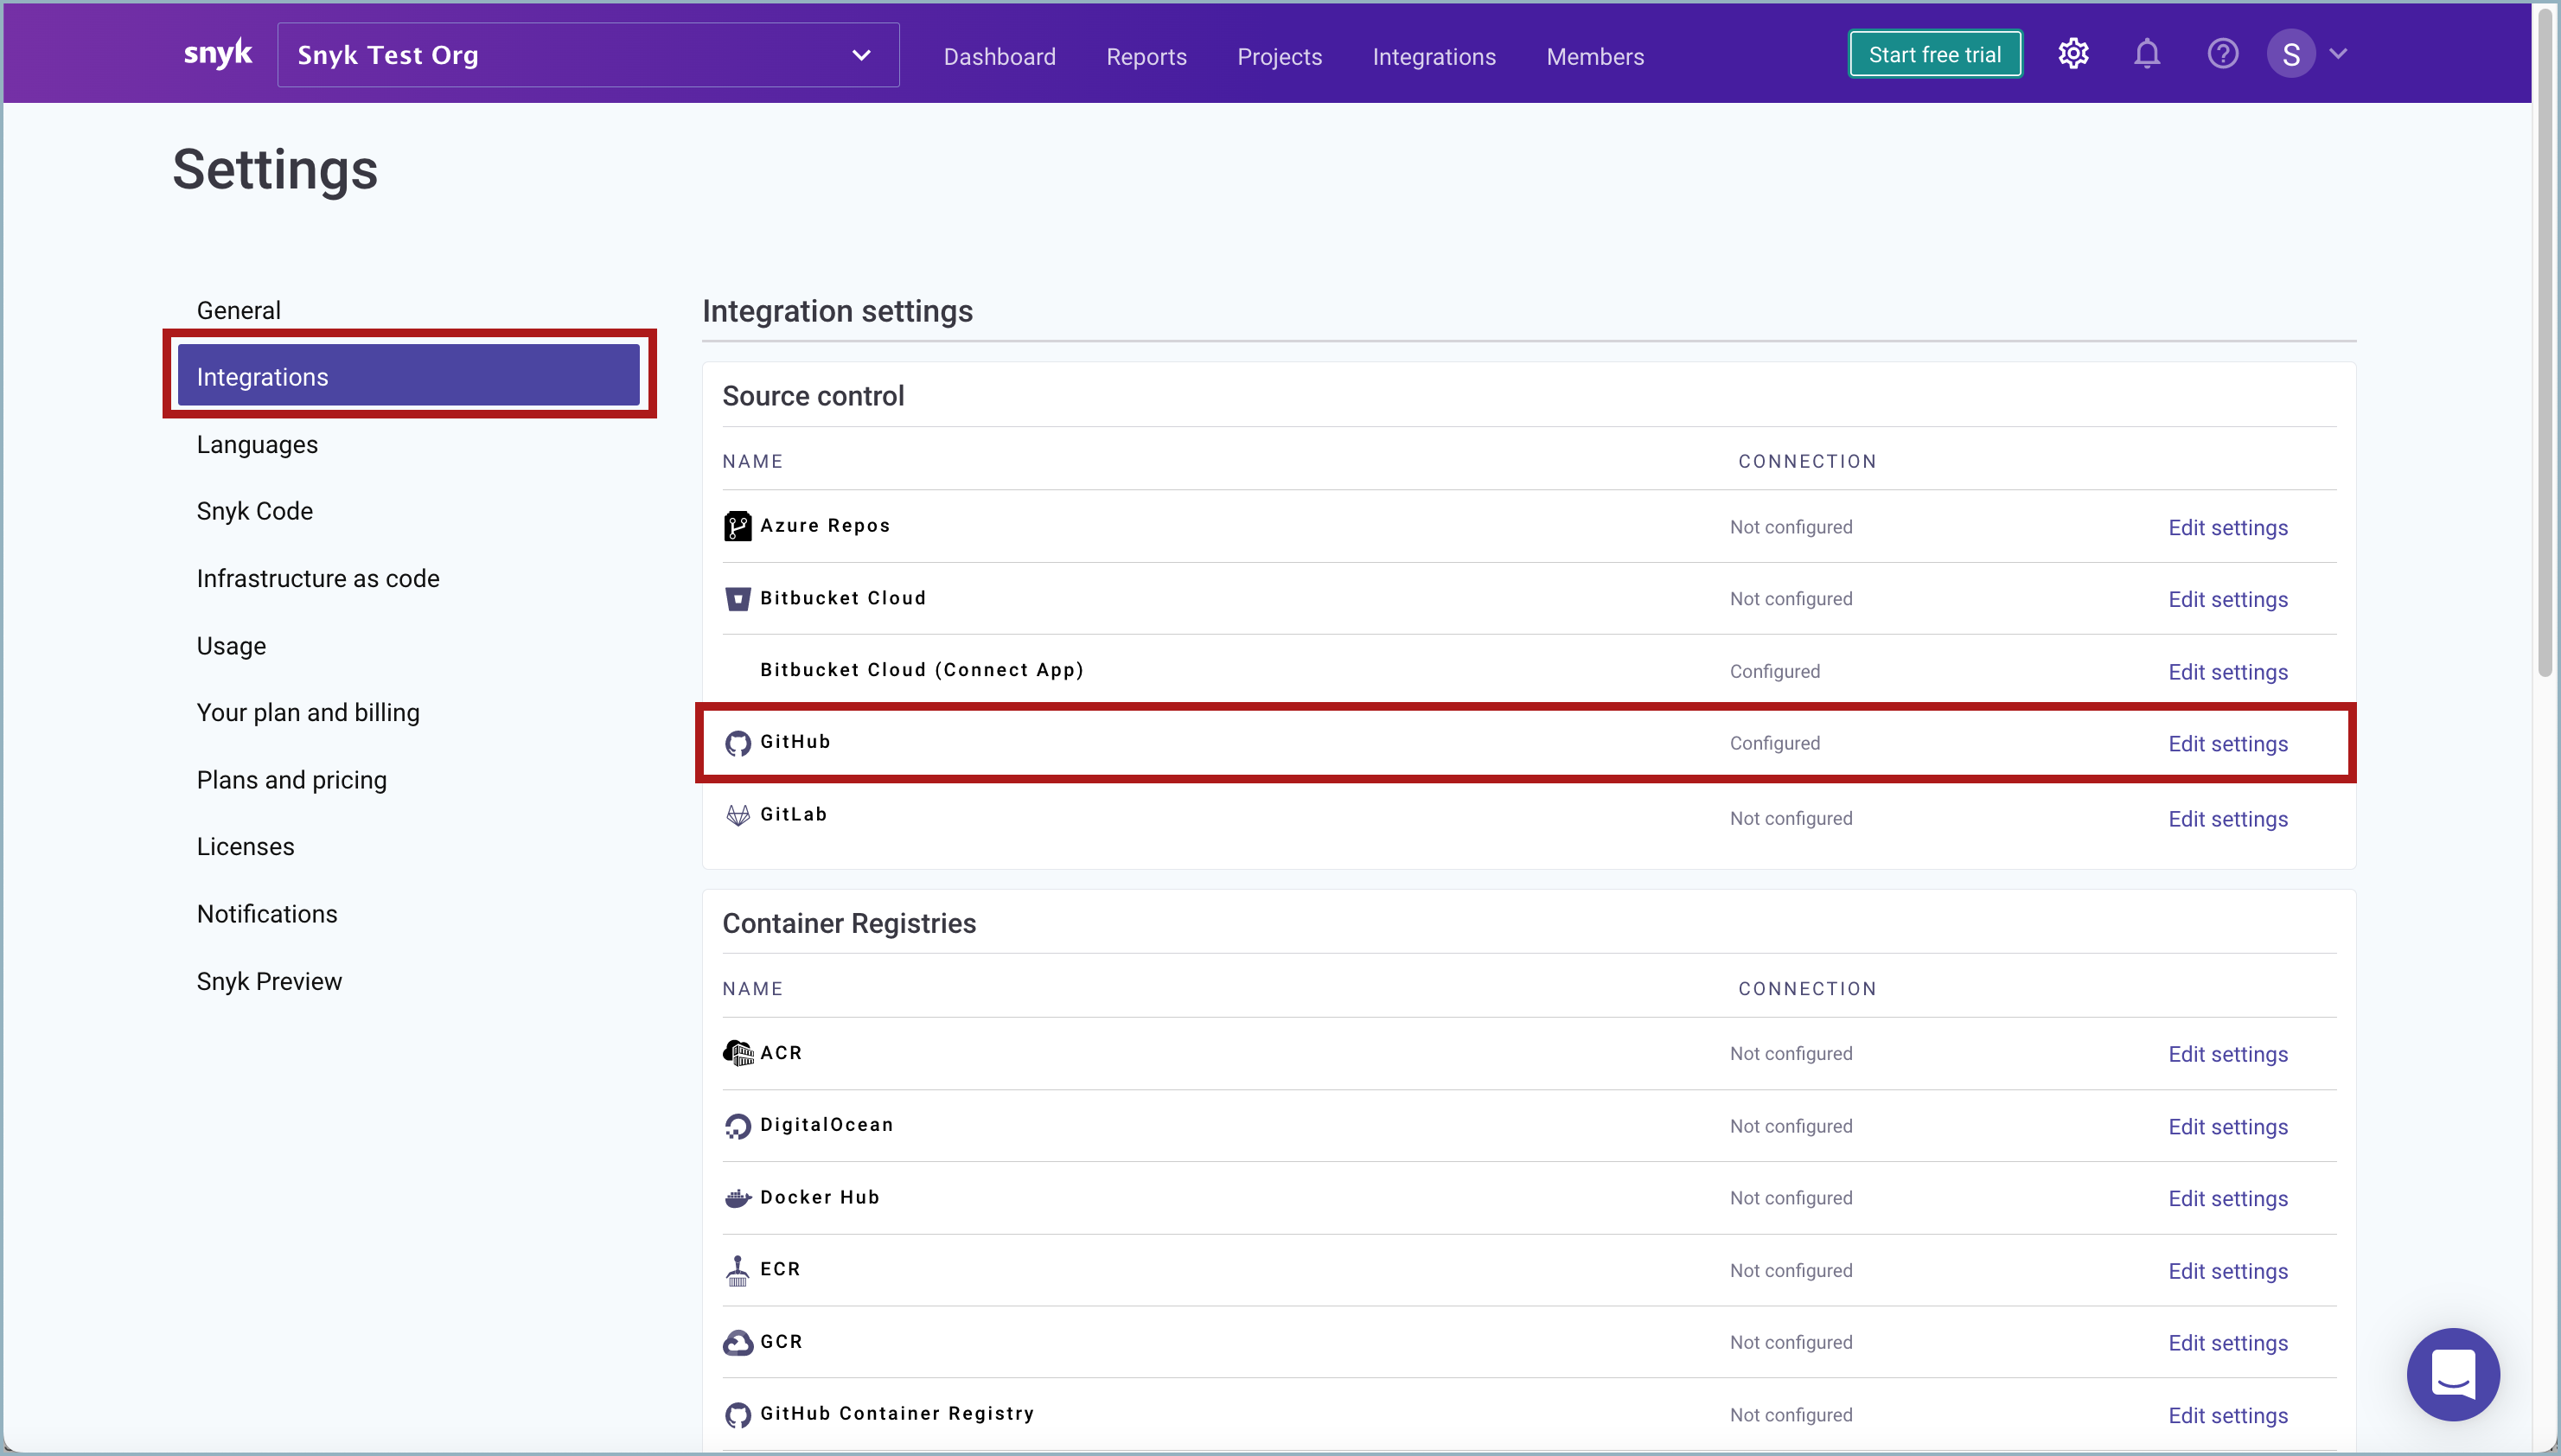 snyk Snyk Test Org Dashboard Reports Projects Integrations Members Start free trial S
Settings
General
Integrations
Languages
Snyk Code
Infrastructure as code
Usage
Your plan and billing
Plans and pricing
Licenses
Notifications
Snyk Preview
Integration settings
Source control
NAME CONNECTION
Azure Repos Not configured Edit settings
Bitbucket Cloud Not configured Edit settings
Bitbucket Cloud (Connect App) Configured Edit settings
GitHub Configured Edit settings
GitLab Not configured Edit settings
Container Registries
NAME CONNECTION
ACR Not configured Edit settings
DigitalOcean Not configured Edit settings
Docker Hub Not configured Edit settings
ECR Not configured Edit settings
GCR Not configured Edit settings
GitHub Container Registry Not configured Edit settings